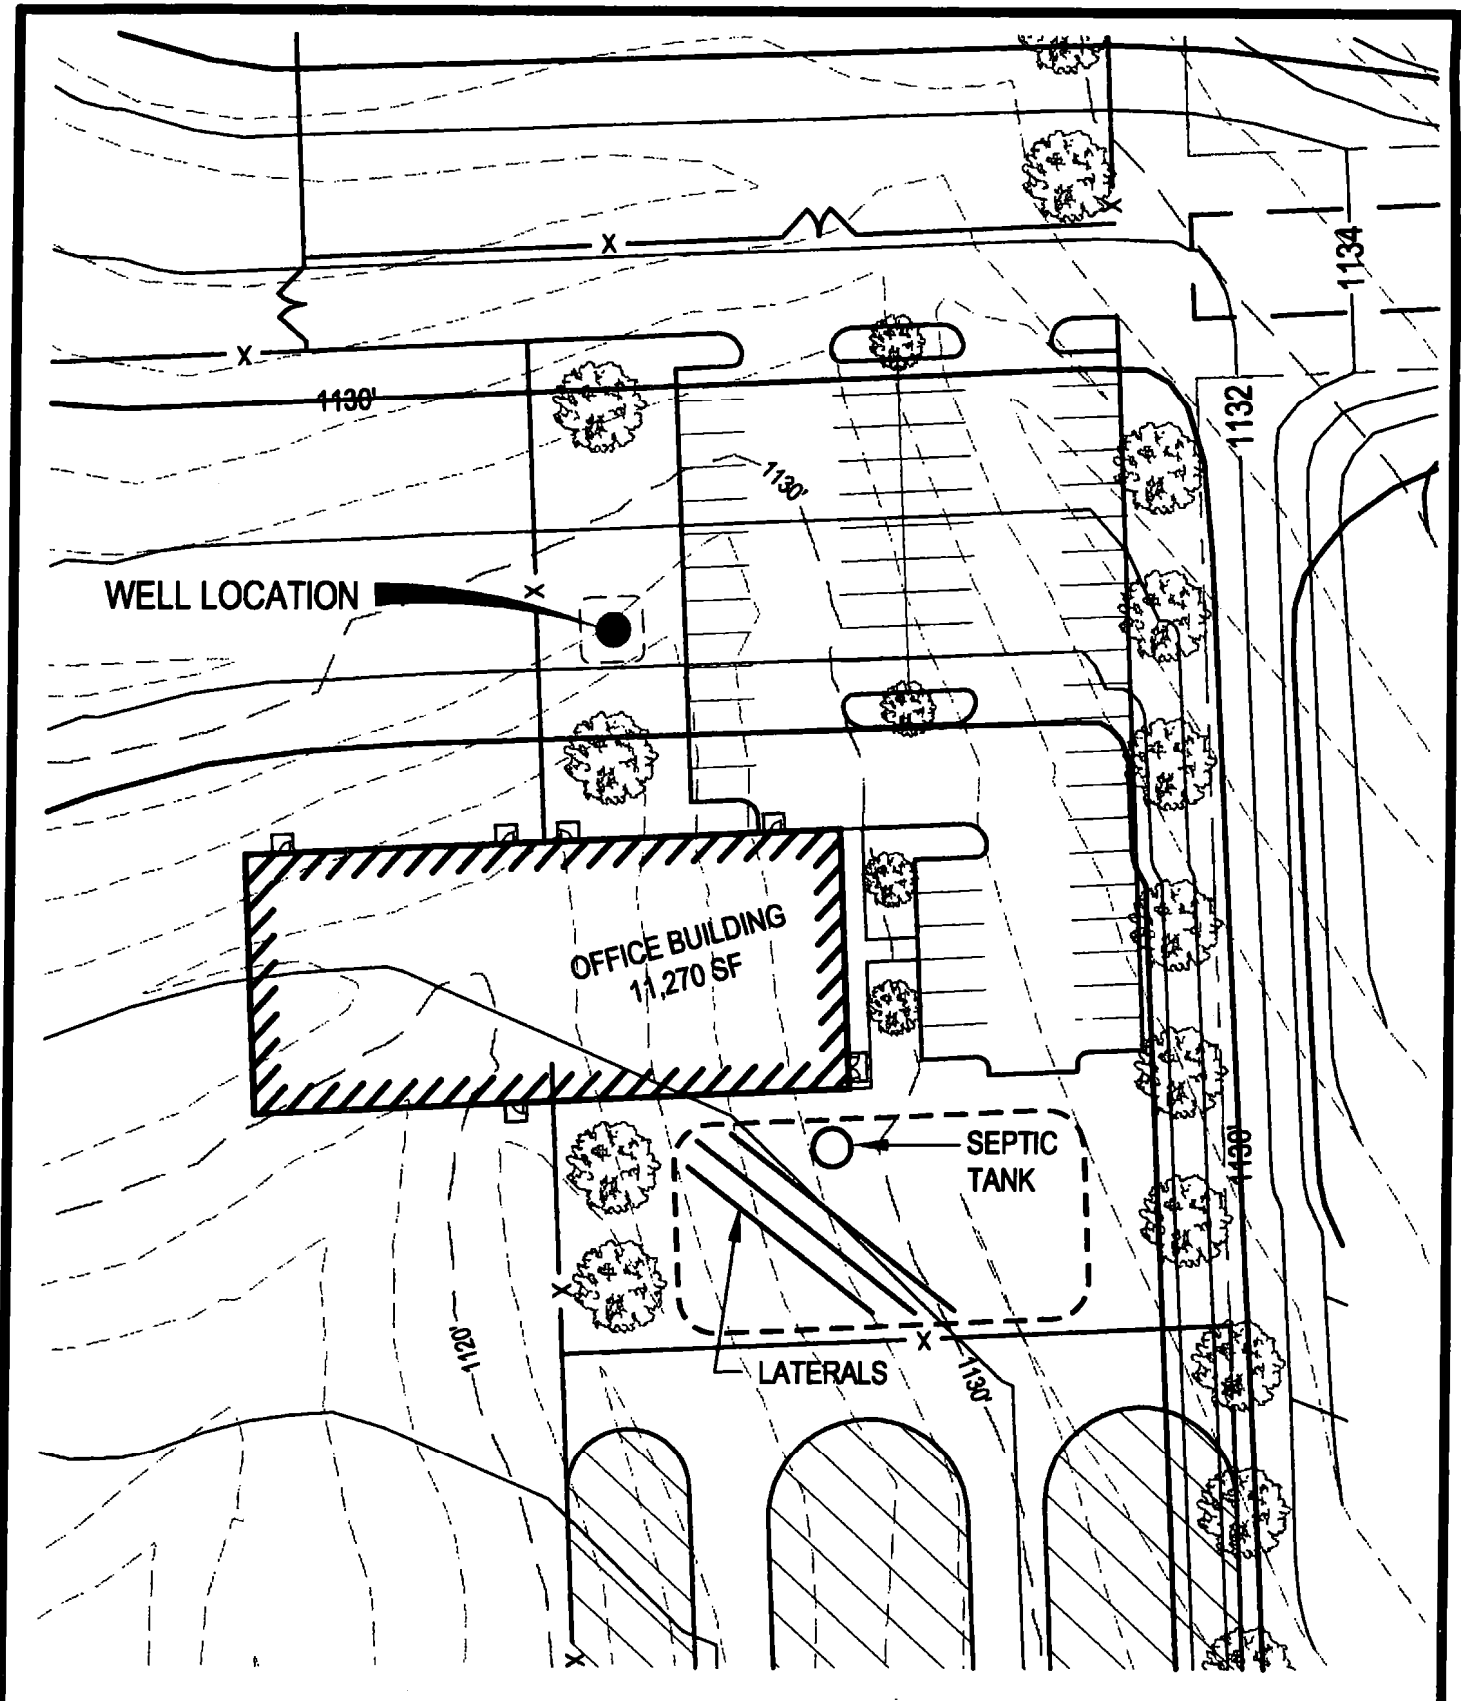 1134
1130'
1132
1130'
WELL LOCATION
X
X
X
OFFICE BUILDING
11,270 SF
SEPTIC
TANK
1130'
X
1120'
X
LATERALS
1130'
X
X